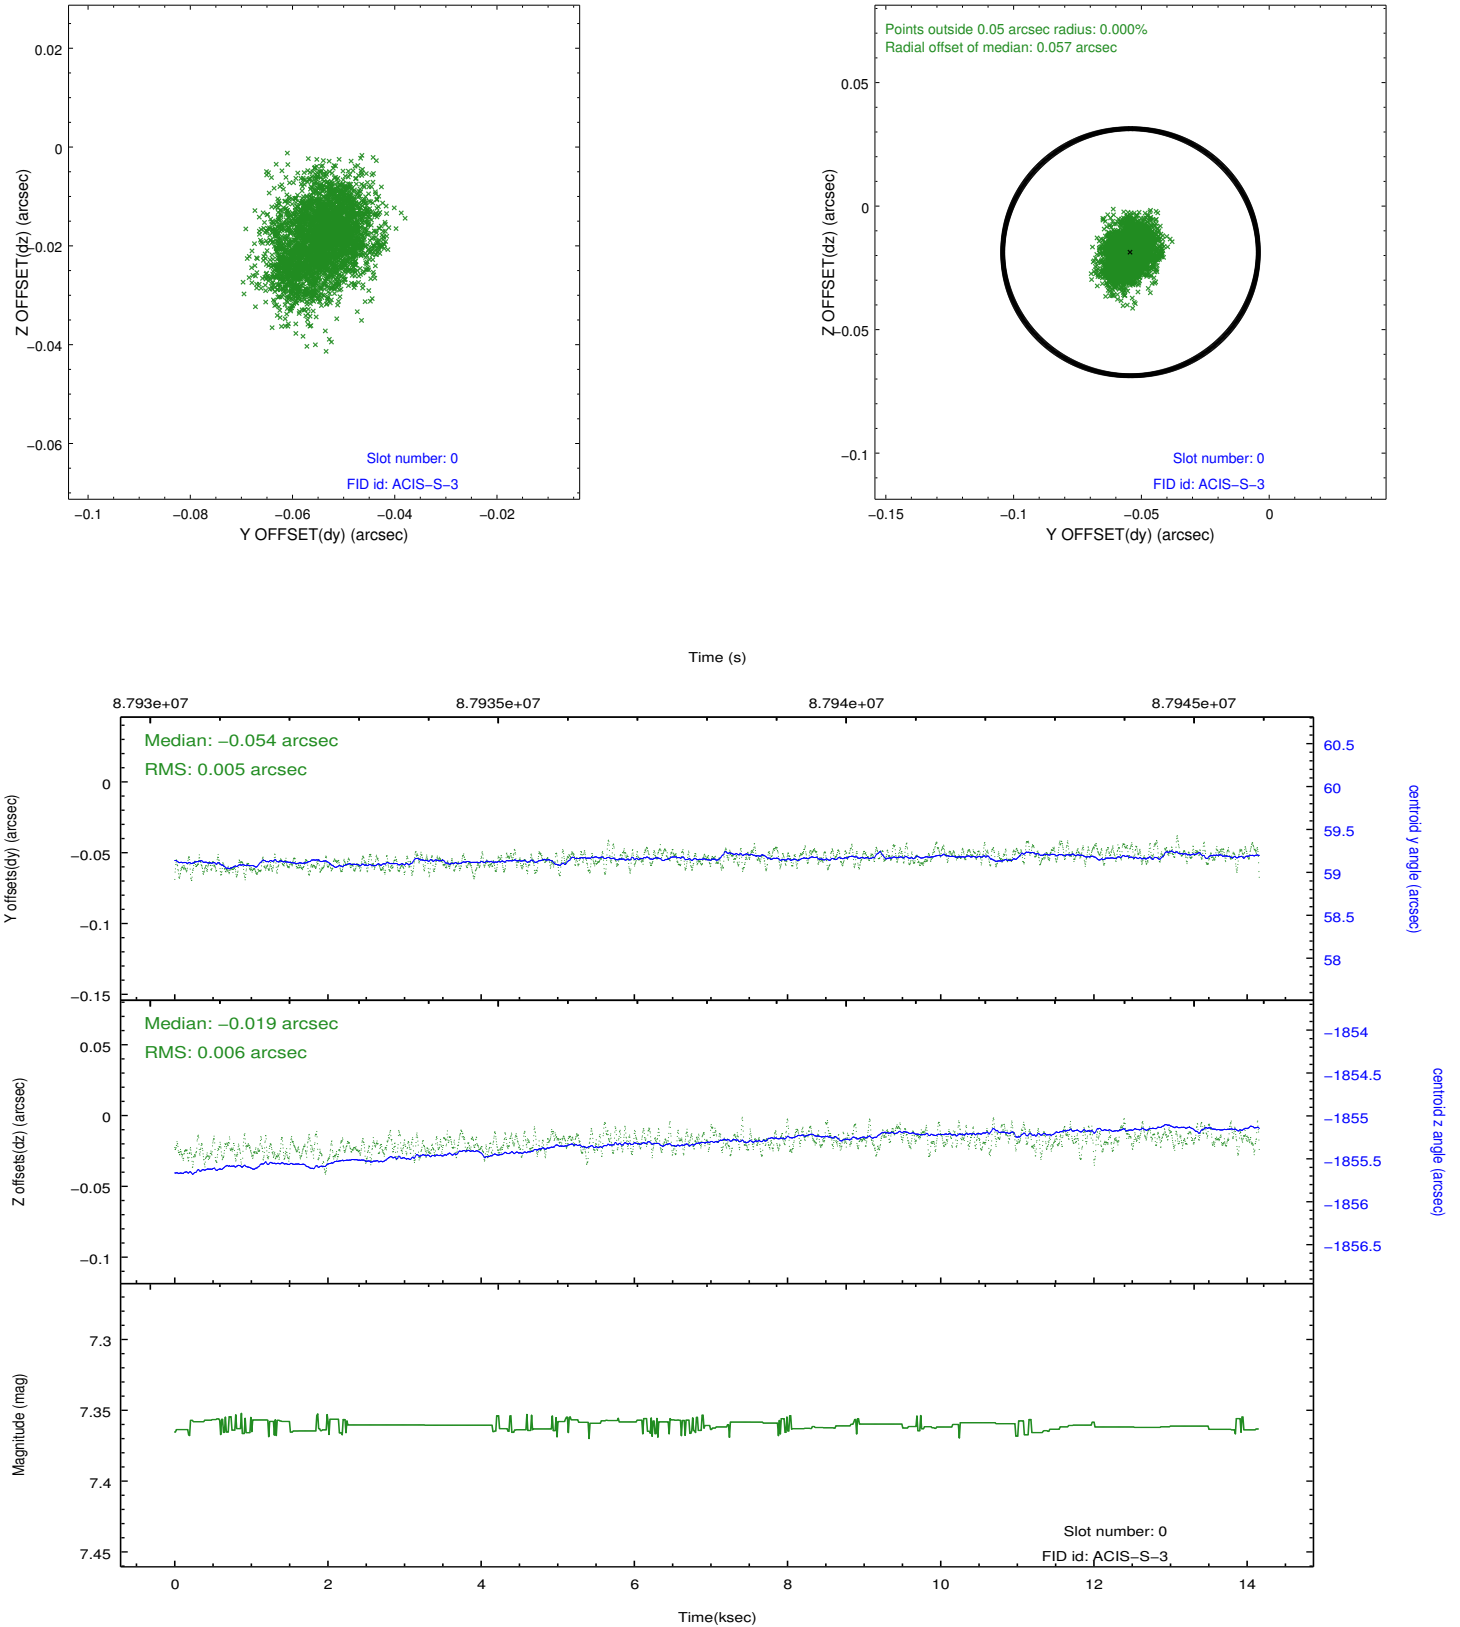 0.02
0
−0.02
−0.04
−0.06
Z OFFSET(dz) (arcsec)
Slot number: 0
FID id: ACIS−S−3
−0.1
−0.08
−0.06
−0.04
−0.02
Y OFFSET(dy) (arcsec)
Points outside 0.05 arcsec radius: 0.000%
Radial offset of median: 0.057 arcsec
0.05
0
−0.05
−0.1
Z OFFSET(dz) (arcsec)
Slot number: 0
FID id: ACIS−S−3
−0.15
−0.1
−0.05
0
Y OFFSET(dy) (arcsec)
Time (s)
8.793e+07
8.7935e+07
8.794e+07
8.7945e+07
Median: −0.054 arcsec
RMS: 0.005 arcsec
0
−0.05
−0.1
−0.15
Y offsets(dy) (arcsec)
60.5
60
59.5
59
58.5
58
centroid y angle (arcsec)
Median: −0.019 arcsec
RMS: 0.006 arcsec
0.05
0
−0.05
−0.1
Z offsets(dz) (arcsec)
−1854
−1854.5
−1855
−1855.5
−1856
−1856.5
centroid z angle (arcsec)
7.3
7.35
7.4
7.45
Magnitude (mag)
Slot number: 0
FID id: ACIS−S−3
0
2
4
6
8
10
12
14
Time(ksec)